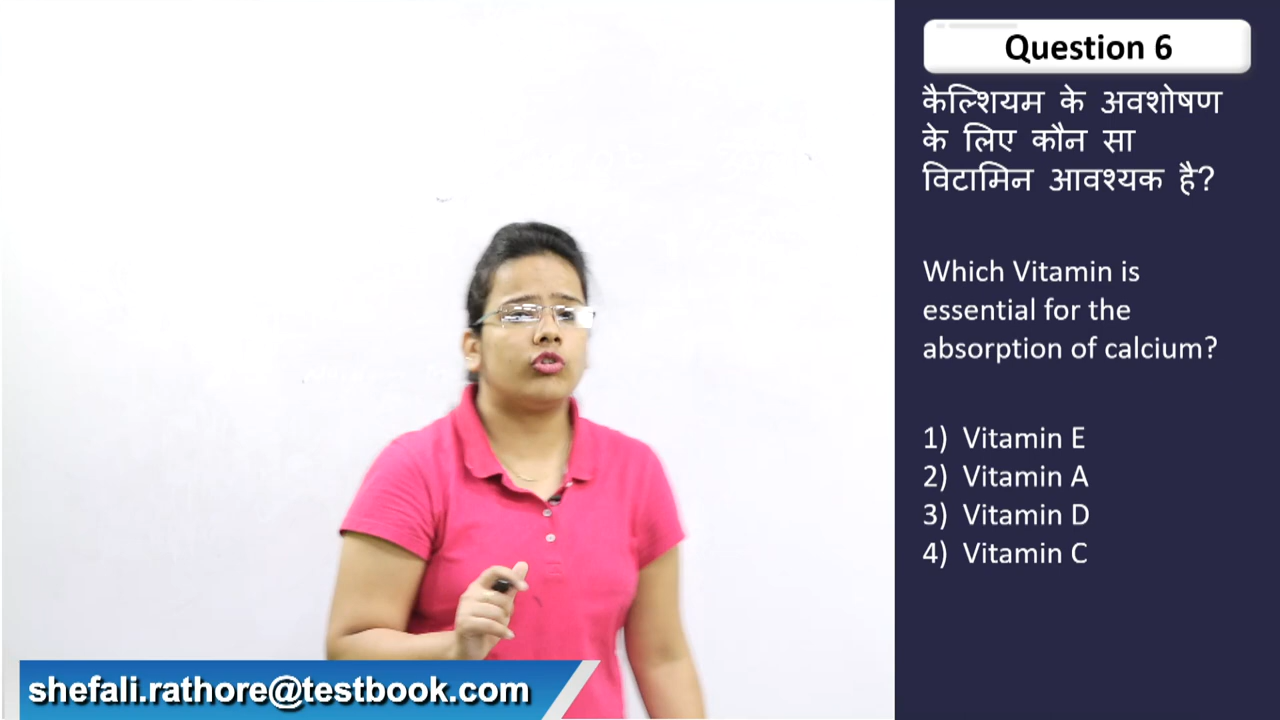 Question 6
कैल्शियम के अवशोषण
के लिए कौन सा
विटामिन आवश्यक है?
Which Vitamin is
essential for the
absorption of calcium?
1) Vitamin E
2) Vitamin A
3) Vitamin D
4) Vitamin C
shefali.rathore@testbook.com